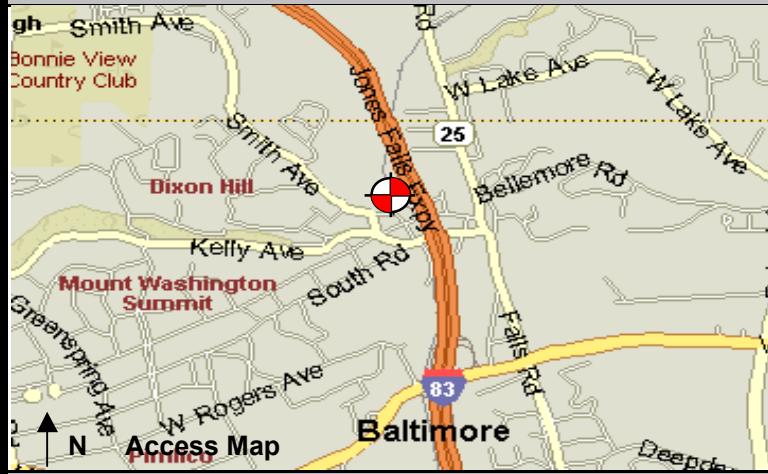 gh
Smith Ave
Rd
Bonnie View
Country Club
W Lake Ave
W Lake Ave
Jones Falls Expy
25
Smith Ave
Dixon Hill
Bellemore Rd
Kelly Ave
South Rd
Mount Washington
Summit
Greenspring Ave
Falls Rd
83
W Rogers Ave
Baltimore
N
Access Map
Pimlico